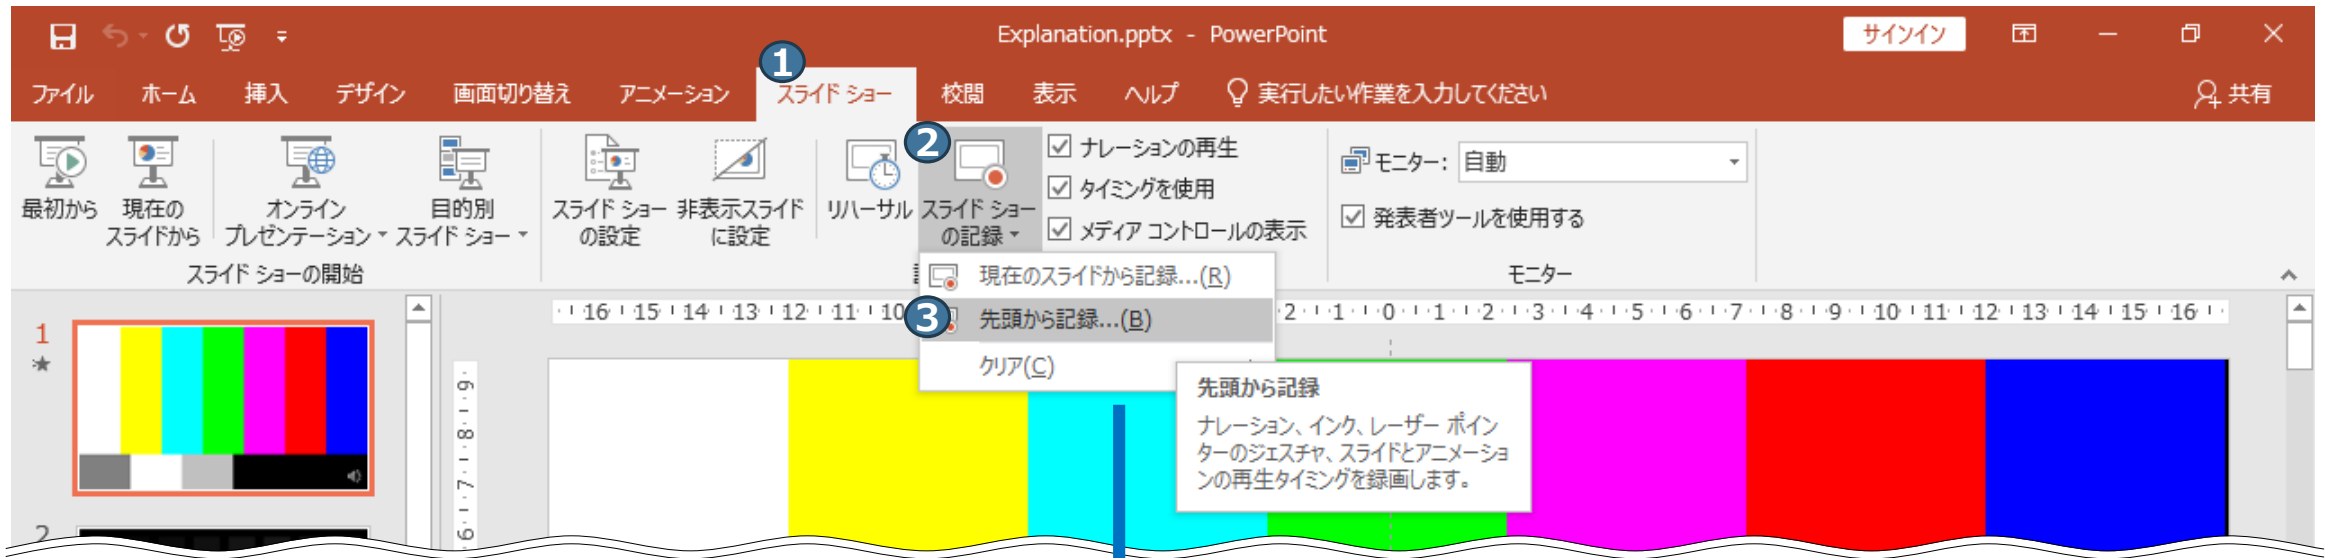 Explanation.pptx - PowerPoint
サインイン
1
ファイル ホーム 挿入 デザイン 画面切り替え アニメーション スライド ショー 校閲 表示 ヘルプ 実行したい作業を入力してください 共有
最初から
現在の
スライドから
オンライン
プレゼンテーション
目的別
スライド ショー
スライド ショーの開始
スライド ショー
の設定
非表示スライド
に設定
リハーサル
2
スライド ショー
の記録
ナレーションの再生
タイミングを使用
メディア コントロールの表示
モニター: 自動
発表者ツールを使用する
モニター
現在のスライドから記録...(R)
3
先頭から記録...(B)
クリア(C)
先頭から記録
ナレーション、インク、レーザー ポイン
ターのジェスチャ、スライドとアニメーショ
ンの再生タイミングを録画します。
16 15 14 13 12 11 10 2 1 0 1 2 3 4 5 6 7 8 9 10 11 12 13 14 15 16
1
2
9
8
7
6